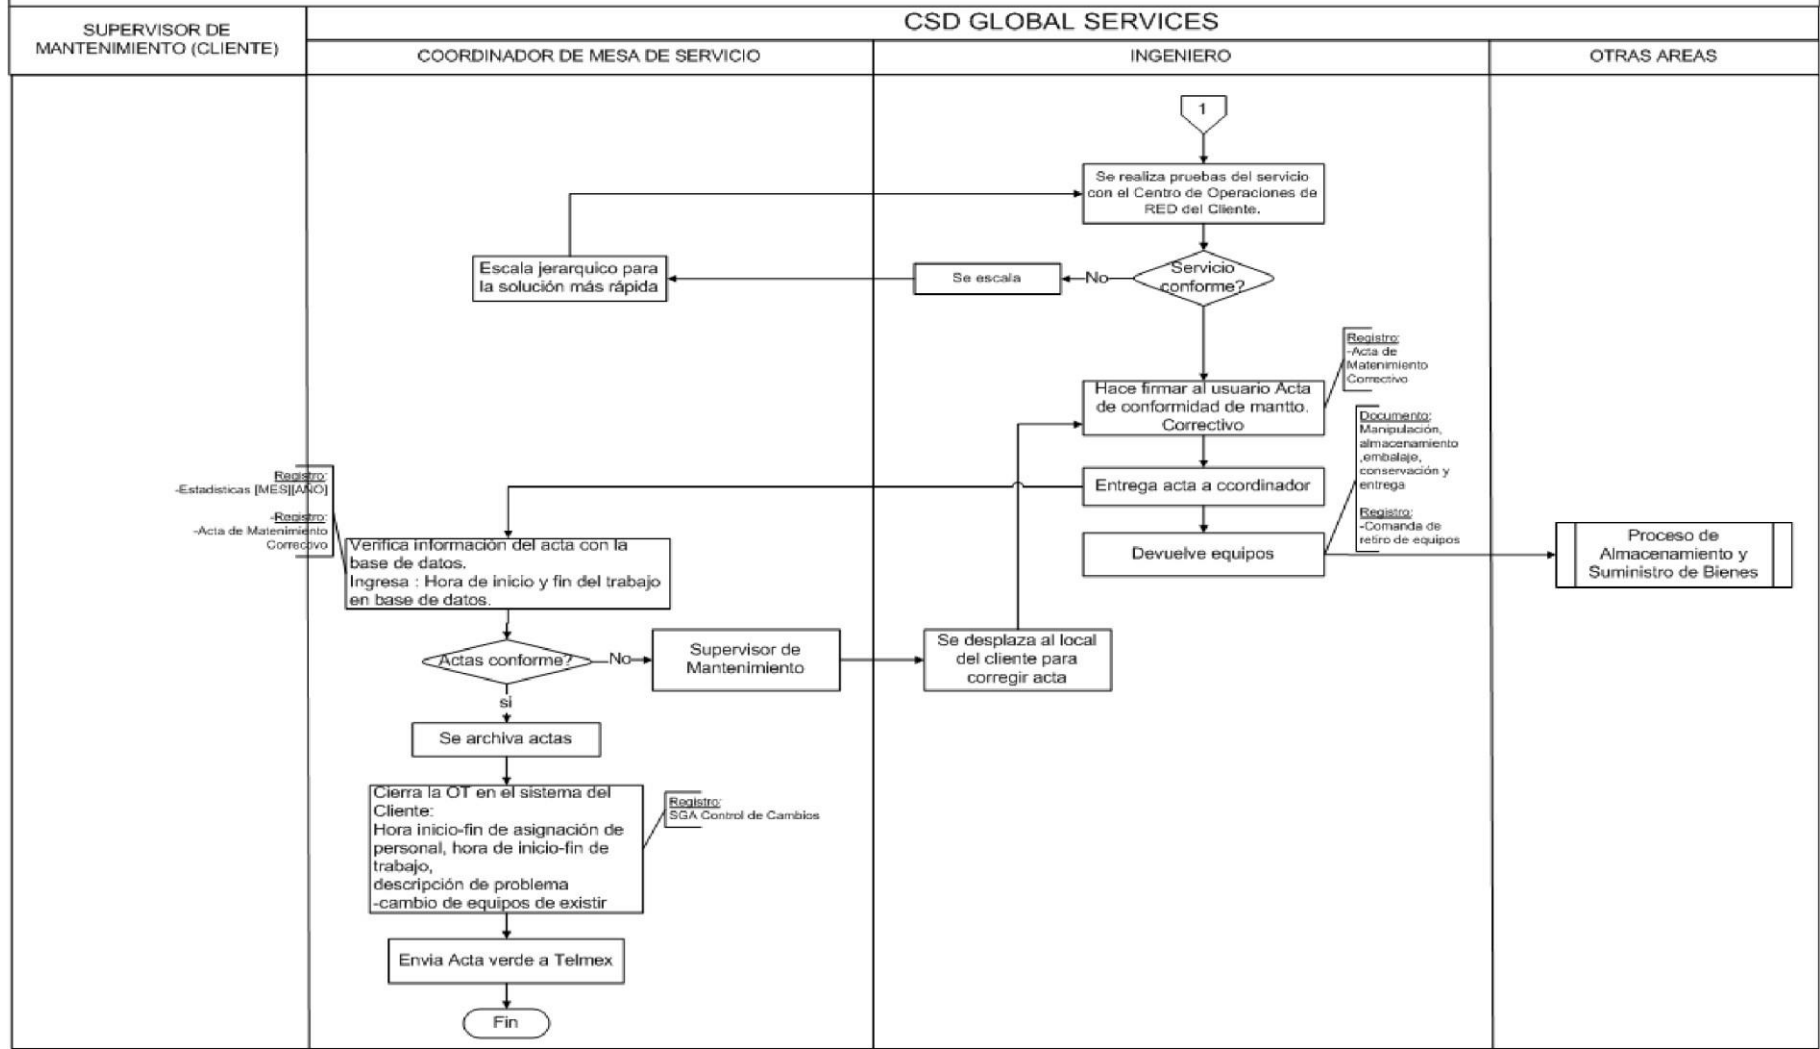 SUPERVISOR DE
MANTENIMIENTO (CLIENTE)
CSD GLOBAL SERVICES
COORDINADOR DE MESA DE SERVICIO
INGENIERO
OTRAS AREAS
1
Se realiza pruebas del servicio
con el Centro de Operaciones de
RED del Cliente.
Servicio
conforme?
No
Se escala
Escala jerarquico para
la solución más rápida
Registro:
-Acta de
Matenimiento
Correctivo
Hace firmar al usuario Acta
de conformidad de mantto.
Correctivo
Documento:
Manipulación,
almacenamiento
,embalaje,
conservación y
entrega
Registro:
-Comanda de
retiro de equipos
Entrega acta a ccordinador
Devuelve equipos
Proceso de
Almacenamiento y
Suministro de Bienes
Registro:
-Estadisticas [MES][AÑO]
-Registro:
-Acta de Matenimiento
Correctivo
Verifica información del acta con la
base de datos.
Ingresa : Hora de inicio y fin del trabajo
en base de datos.
Actas conforme?
No
Supervisor de
Mantenimiento
Se desplaza al local
del cliente para
corregir acta
si
Se archiva actas
Cierra la OT en el sistema del
Cliente:
Hora inicio-fin de asignación de
personal, hora de inicio-fin de
trabajo,
descripción de problema
-cambio de equipos de existir
Registro:
SGA Control de Cambios
Envia Acta verde a Telmex
Fin